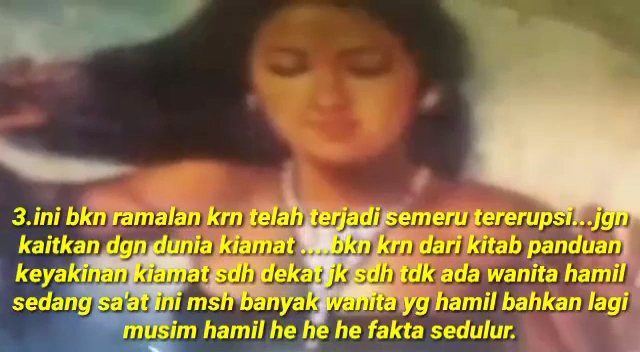 3.ini bkn ramalan krn telah terjadi semeru tererupsi...jgn
kaitkan dgn dunia kiamat ....bkn krn dari kitab panduan
keyakinan kiamat sdh dekat jk sdh tdk ada wanita hamil
sedang sa'at ini msh banyak wanita yg hamil bahkan lagi
musim hamil he he he fakta sedulur.